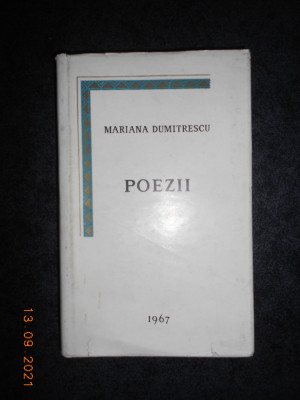 MARIANA DUMITRESCU
POEZII
1967
13.09.2021